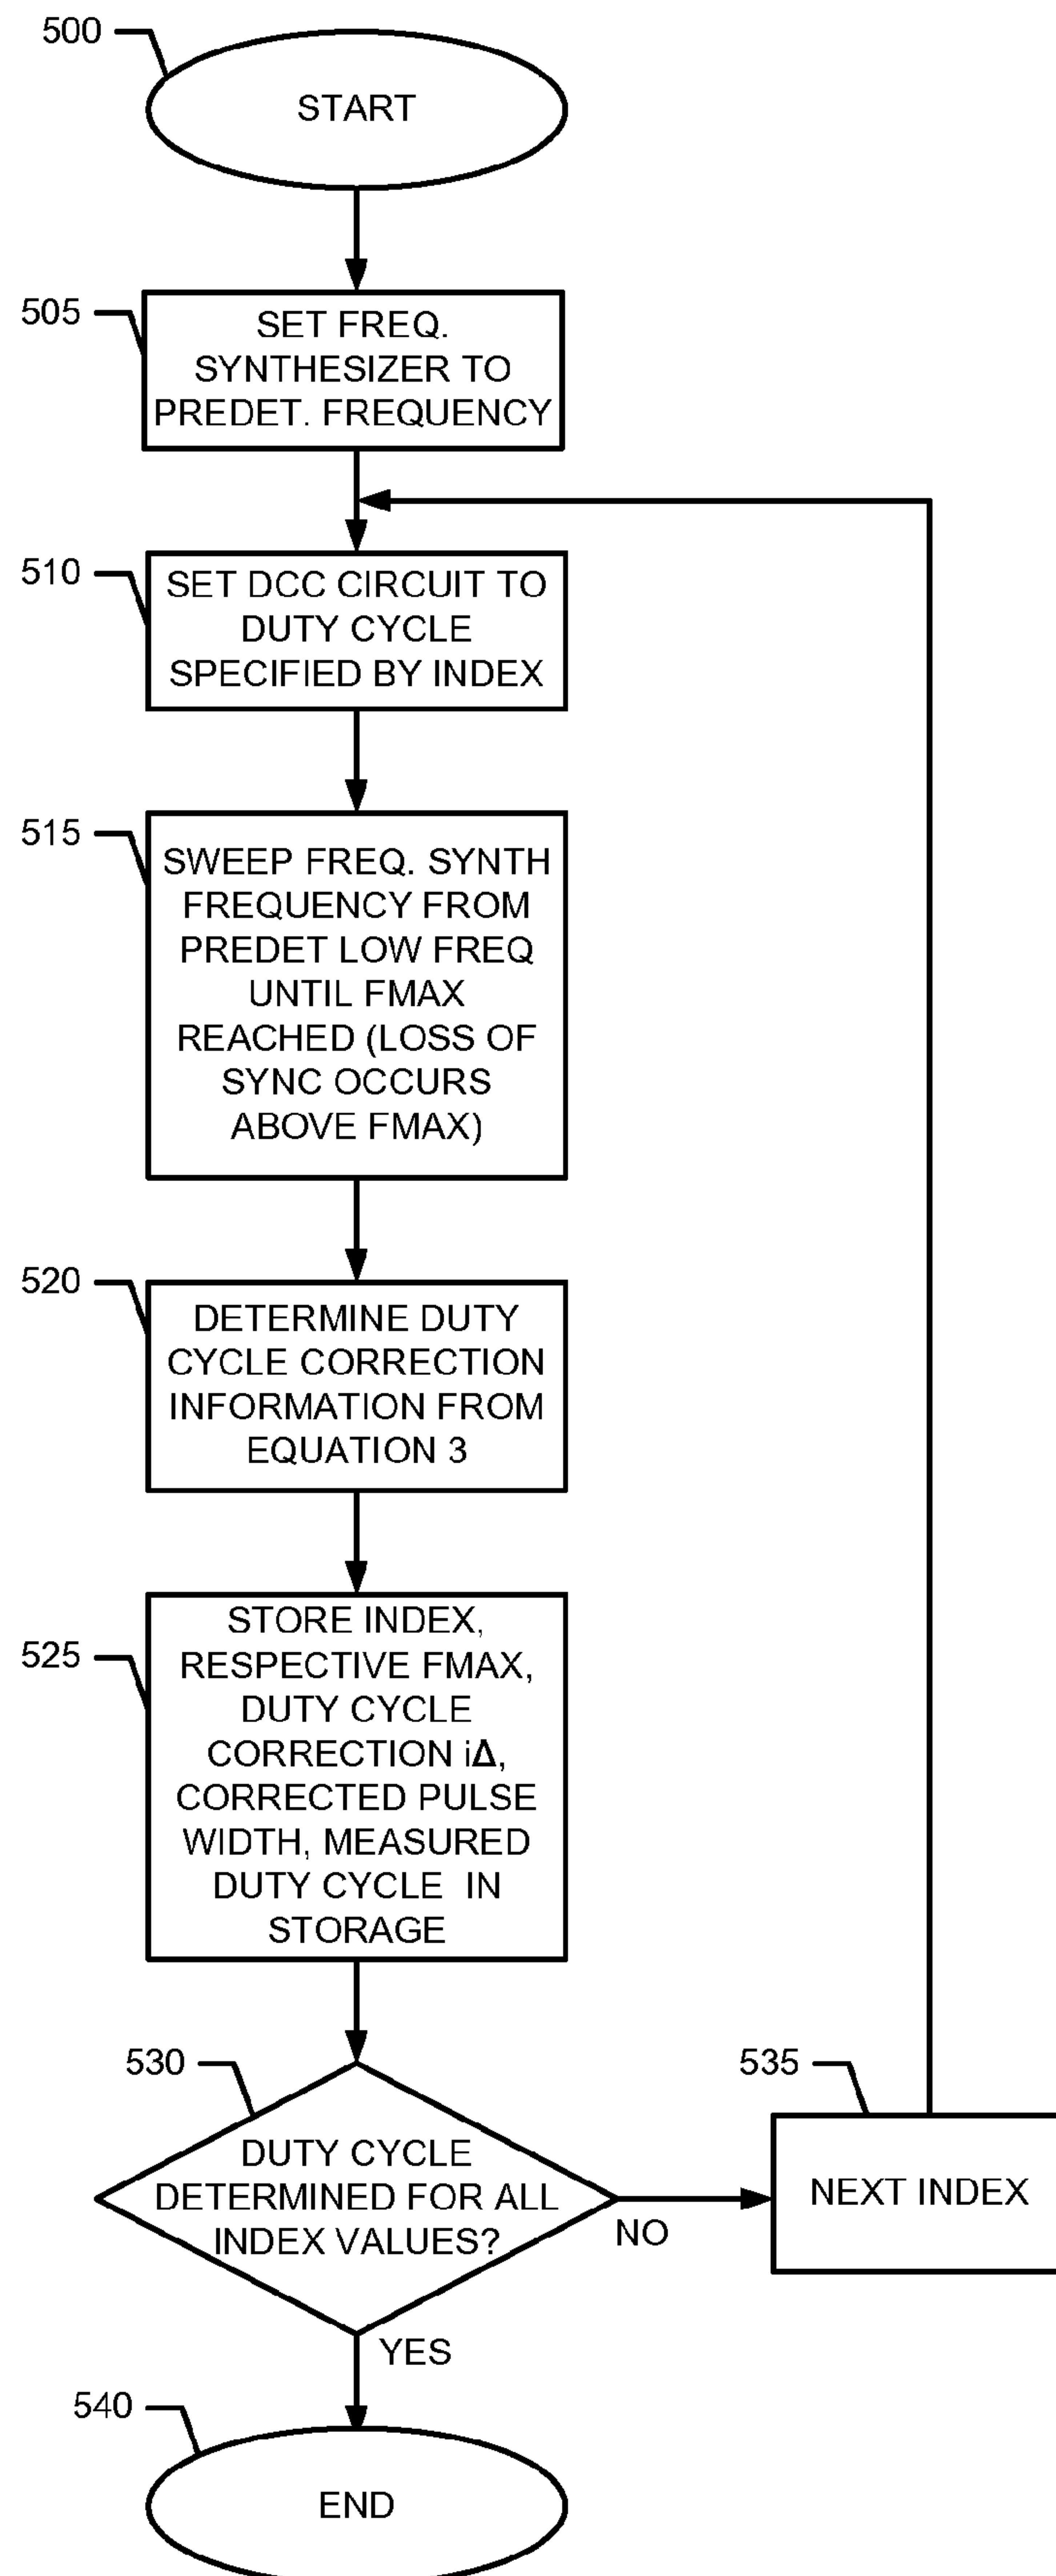 500
START
505
SET FREQ.
SYNTHESIZER TO
PREDET. FREQUENCY
510
SET DCC CIRCUIT TO
DUTY CYCLE
SPECIFIED BY INDEX
515
SWEEP FREQ. SYNTH
FREQUENCY FROM
PREDET LOW FREQ
UNTIL FMAX
REACHED (LOSS OF
SYNC OCCURS
ABOVE FMAX)
520
DETERMINE DUTY
CYCLE CORRECTION
INFORMATION FROM
EQUATION 3
525
STORE INDEX,
RESPECTIVE FMAX,
DUTY CYCLE
CORRECTION iΔ,
CORRECTED PULSE
WIDTH, MEASURED
DUTY CYCLE IN
STORAGE
530
DUTY CYCLE
DETERMINED FOR ALL
INDEX VALUES?
NO
535
NEXT INDEX
YES
540
END